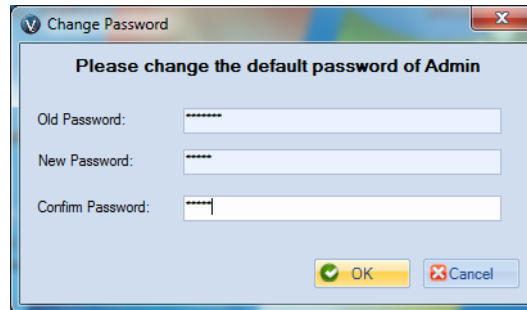 Change Password
Please change the default password of Admin
Old Password: *******
New Password: *****
Confirm Password: *****
OK Cancel